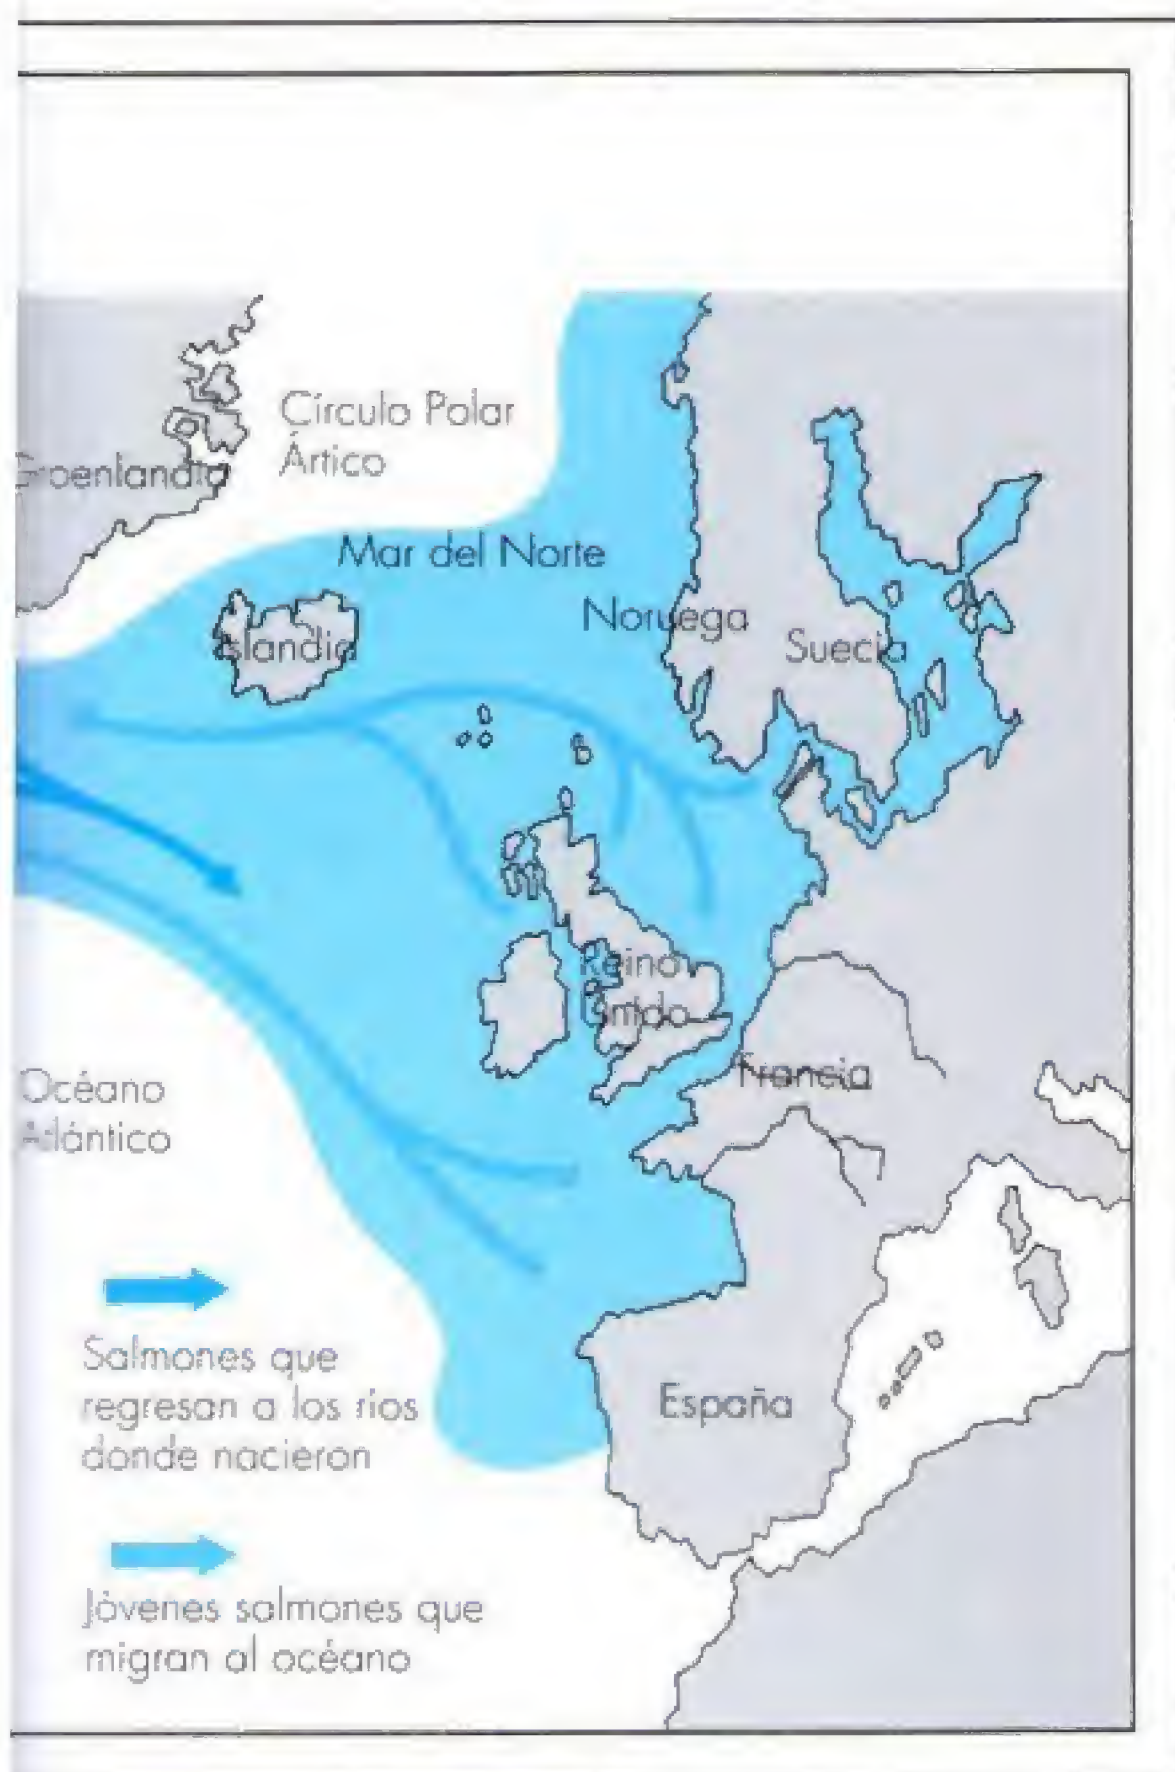 Círculo Polar
Ártico
Groenlandia
Mar del Norte
Islandia
Noruega
Suecia
Reino
Unido
Francia
Océano
Atlántico
España
Salmones que
regresan a los ríos
donde nacieron
Jóvenes salmones que
migran al océano